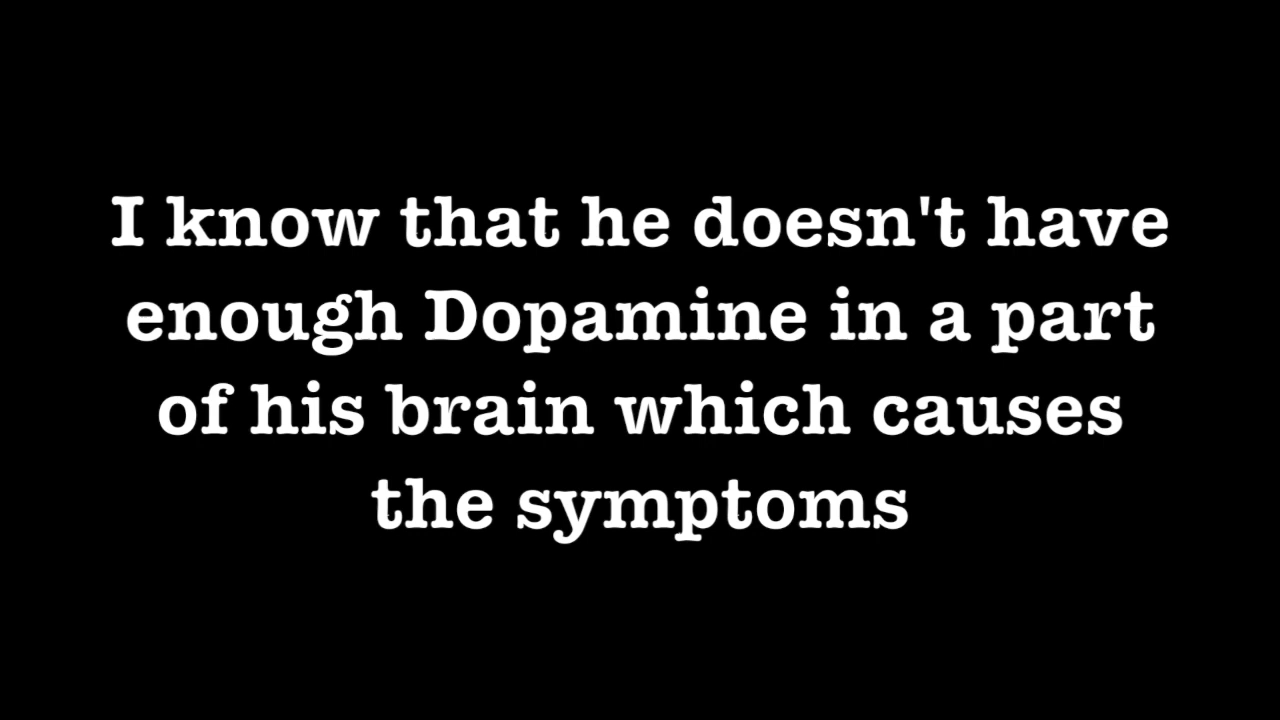 I know that he doesn't have
enough Dopamine in a part
of his brain which causes
the symptoms